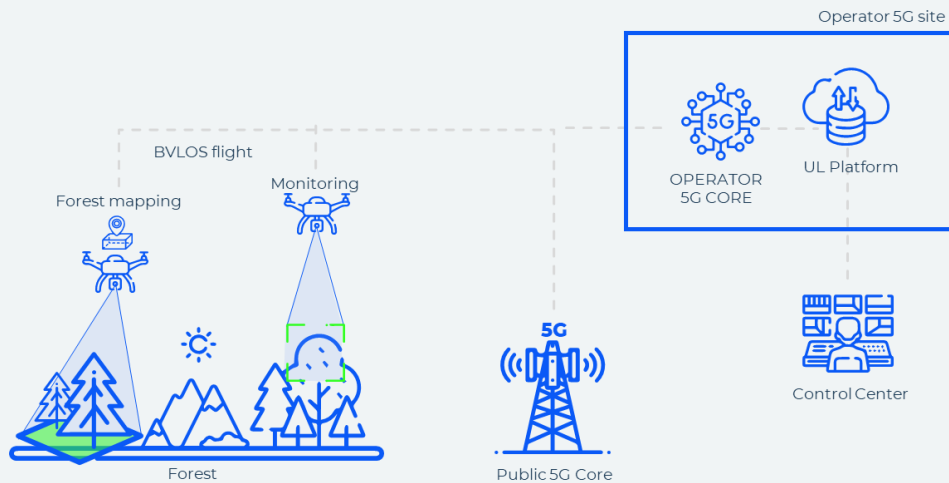 Operator 5G site
5G
OPERATOR
5G CORE
UL Platform
BVLOS flight
Monitoring
Forest mapping
5G
Control Center
Forest
Public 5G Core